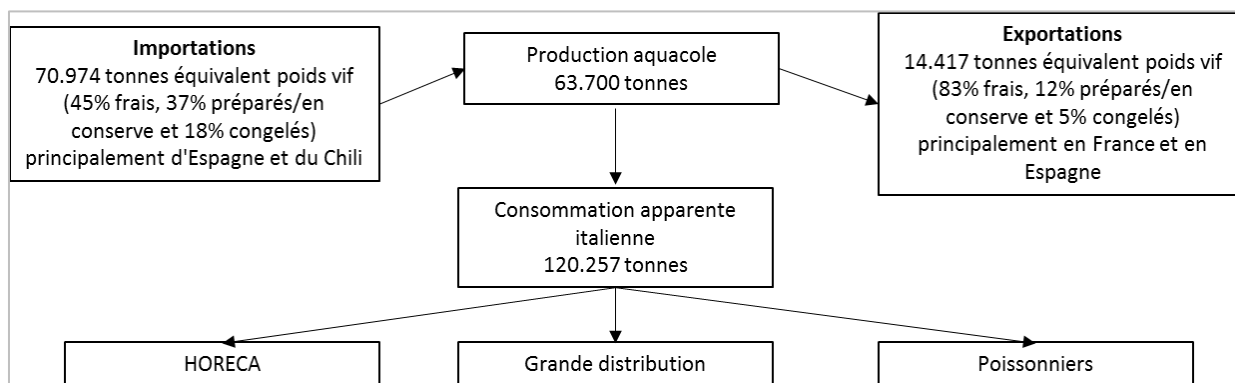 Importations
70.974 tonnes équivalent poids vif
(45% frais, 37% préparés/en
conserve et 18% congelés)
principalement d'Espagne et du Chili
Production aquacole
63.700 tonnes
Exportations
14.417 tonnes équivalent poids vif
(83% frais, 12% préparés/en
conserve et 5% congelés)
principalement en France et en
Espagne
Consommation apparente
italienne
120.257 tonnes
HORECA
Grande distribution
Poissonniers